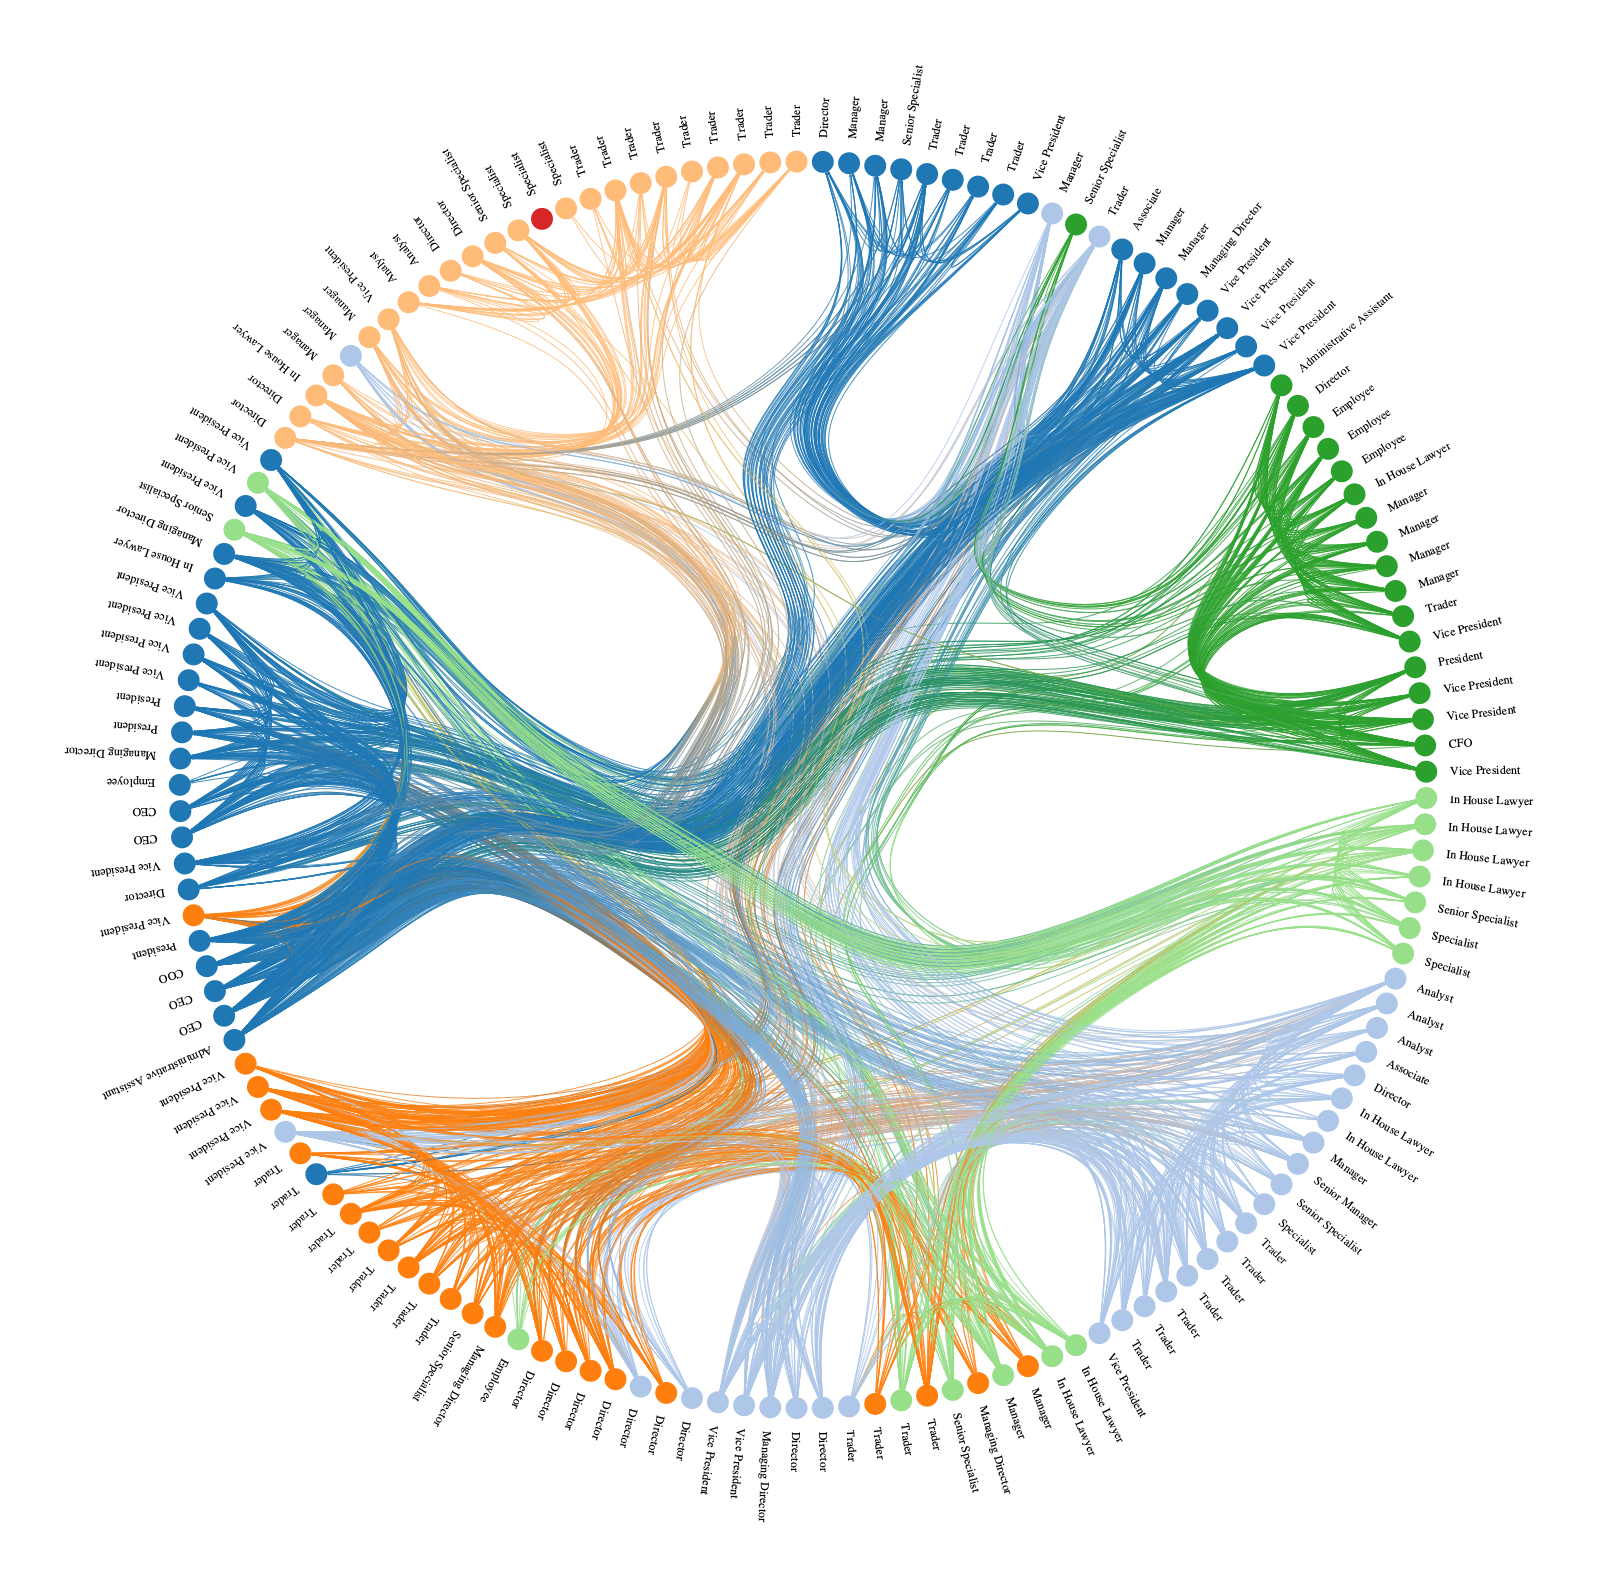 Director
Manager
Manager
Senior Specialist
Trader
Trader
Trader
Trader
Vice President
Manager
Senior Specialist
Trader
Associate
Manager
Manager
Managing Director
Vice President
Vice President
Vice President
Vice President
Administrative Assistant
Director
Employee
Employee
Employee
In House Lawyer
Manager
Manager
Manager
Manager
Trader
Vice President
President
Vice President
Vice President
CFO
Vice President
In House Lawyer
In House Lawyer
In House Lawyer
In House Lawyer
Senior Specialist
Specialist
Specialist
Analyst
Analyst
Analyst
Associate
Director
In House Lawyer
In House Lawyer
Manager
Senior Manager
Senior Specialist
Specialist
Trader
Trader
Trader
Trader
Trader
Trader
Trader
Vice President
In House Lawyer
In House Lawyer
Manager
Manager
Managing Director
Senior Specialist
Trader
Trader
Trader
Trader
Director
Director
Managing Director
Vice President
Vice President
Director
Director
Director
Director
Director
Director
Director
Employee
Managing Director
Senior Specialist
Trader
Trader
Trader
Trader
Trader
Trader
Trader
Trader
Trader
Vice President
Vice President
Vice President
Vice President
Administrative Assistant
CEO
CEO
COO
President
Vice President
Director
Vice President
CEO
CEO
Employee
Managing Director
President
President
Vice President
Vice President
Vice President
Vice President
In House Lawyer
Managing Director
Senior Specialist
Vice President
Vice President
Vice President
Director
Director
In House Lawyer
Manager
Manager
Manager
Vice President
Analyst
Analyst
Director
Director
Senior Specialist
Specialist
Specialist
Specialist
Trader
Trader
Trader
Trader
Trader
Trader
Trader
Trader
Trader